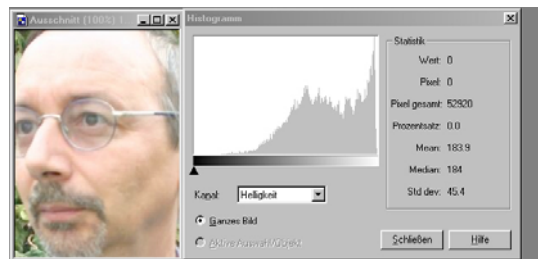 Ausschnitt (100%) 1
Histogramm
Statistik
Wert: 0
Pixel: 0
Pixel gesamt: 52920
Prozentsatz: 0.0
Mean: 183.9
Median: 184
Std dev: 45.4
Kanal: Helligkeit
Ganzes Bild
Aktive Auswahl/Objekt
Schließen
Hilfe